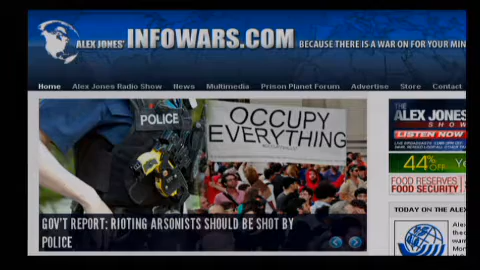 ALEX JONES' INFOWARS.COM BECAUSE THERE IS A WAR ON FOR YOUR MIN
Home Alex Jones Radio Show News Multimedia Prison Planet Forum Advertise Store Contact
POLICE
OCCUPY
EVERYTHING
THE
ALEX JONES
SHOW
LISTEN NOW
44% OFF
FOOD RESERVES
FOOD SECURITY
GOV'T REPORT: RIOTING ARSONISTS SHOULD BE SHOT BY
POLICE
TODAY ON THE ALEX